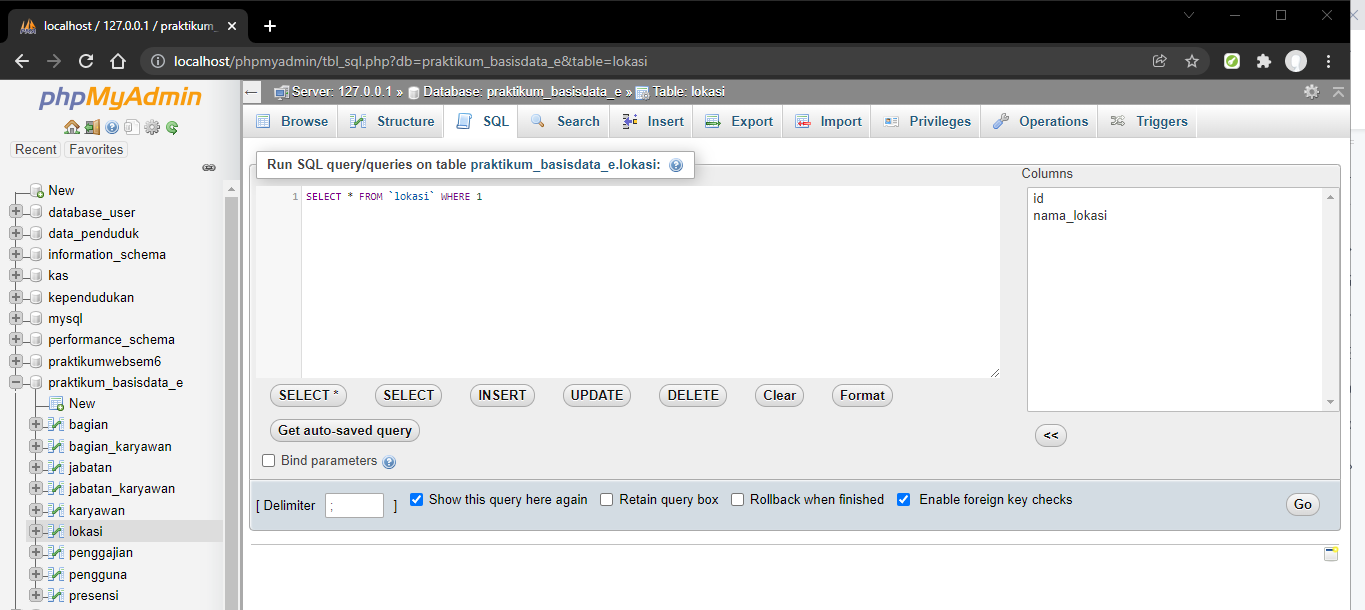 localhost / 127.0.0.1 / praktikum_
localhost/phpmyadmin/tbl_sql.php?db=praktikum_basisdata_e&table=lokasi
phpMyAdmin
Recent Favorites
New
database_user
data_penduduk
information_schema
kas
kependudukan
mysql
performance_schema
praktikumwebsem6
praktikum_basisdata_e
New
bagian
bagian_karyawan
jabatan
jabatan_karyawan
karyawan
lokasi
penggajian
pengguna
presensi
Server: 127.0.0.1 » Database: praktikum_basisdata_e » Table: lokasi
Browse Structure SQL Search Insert Export Import Privileges Operations Triggers
Run SQL query/queries on table praktikum_basisdata_e.lokasi:
1 SELECT * FROM `lokasi` WHERE 1
Columns
id
nama_lokasi
SELECT * SELECT INSERT UPDATE DELETE Clear Format
Get auto-saved query
<<
Bind parameters
[ Delimiter ; ] Show this query here again Retain query box Rollback when finished Enable foreign key checks Go